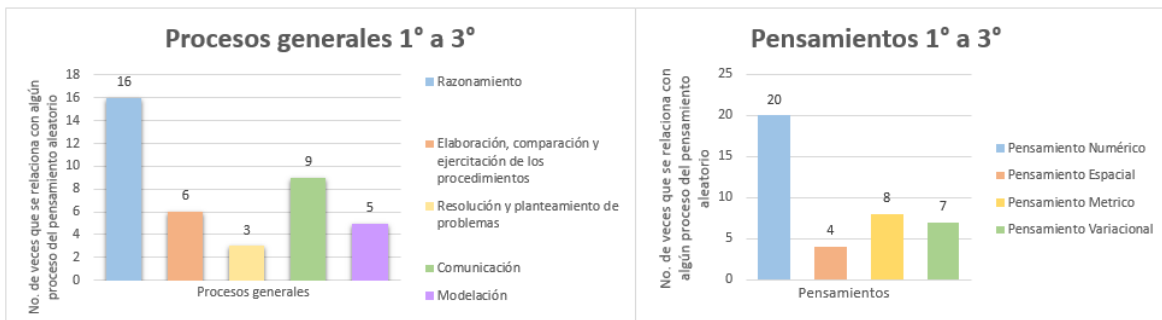 Procesos generales 1° a 3°
No. de veces que se relaciona con algún
proceso del pensamiento aleatorio
18
16
14
12
10
8
6
4
2
0
16
6
3
9
5
Procesos generales
Razonamiento
Elaboración, comparación y
ejercitación de los
procedimientos
Resolución y planteamiento de
problemas
Comunicación
Modelación
Pensamientos 1° a 3°
No. de veces que se relaciona con
algún proceso del pensamiento
aleatorio
25
20
15
10
5
0
20
4
8
7
Pensamientos
Pensamiento Numérico
Pensamiento Espacial
Pensamiento Metrico
Pensamiento Variacional